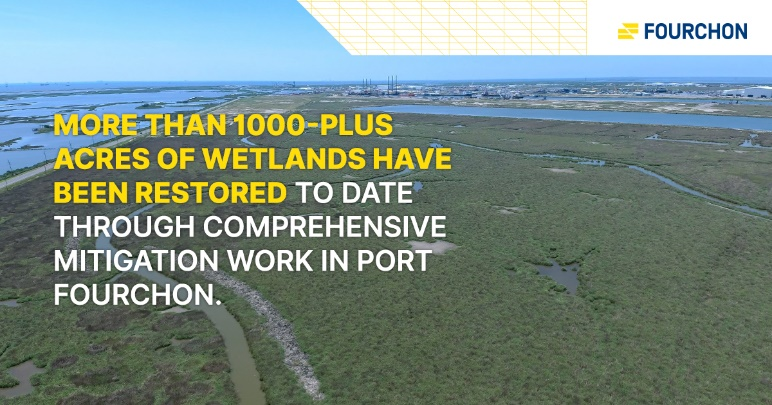 FOURCHON
MORE THAN 1000-PLUS
ACRES OF WETLANDS HAVE
BEEN RESTORED TO DATE
THROUGH COMPREHENSIVE
MITIGATION WORK IN PORT
FOURCHON.